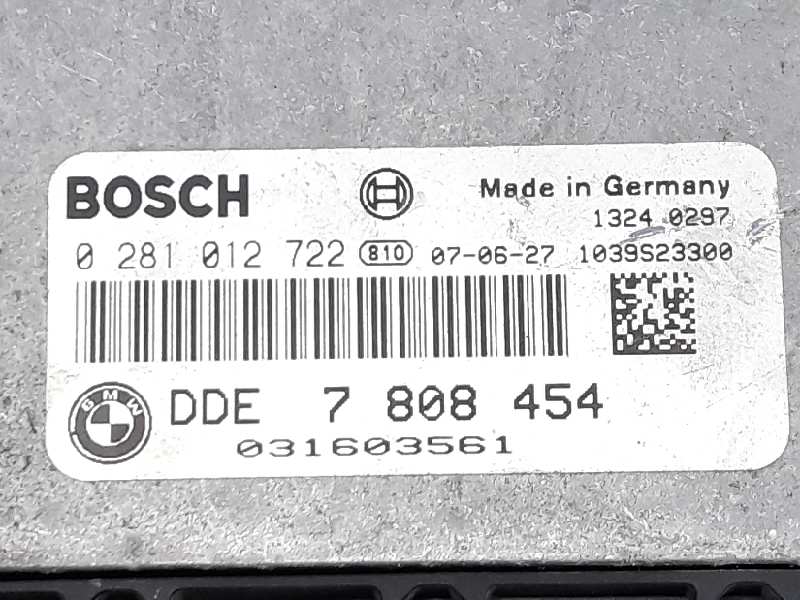 BOSCH Made in Germany
1324 0297
0 281 012 722 810 07-06-27 1039S23300
BMW DDE 7 808 454
031603561